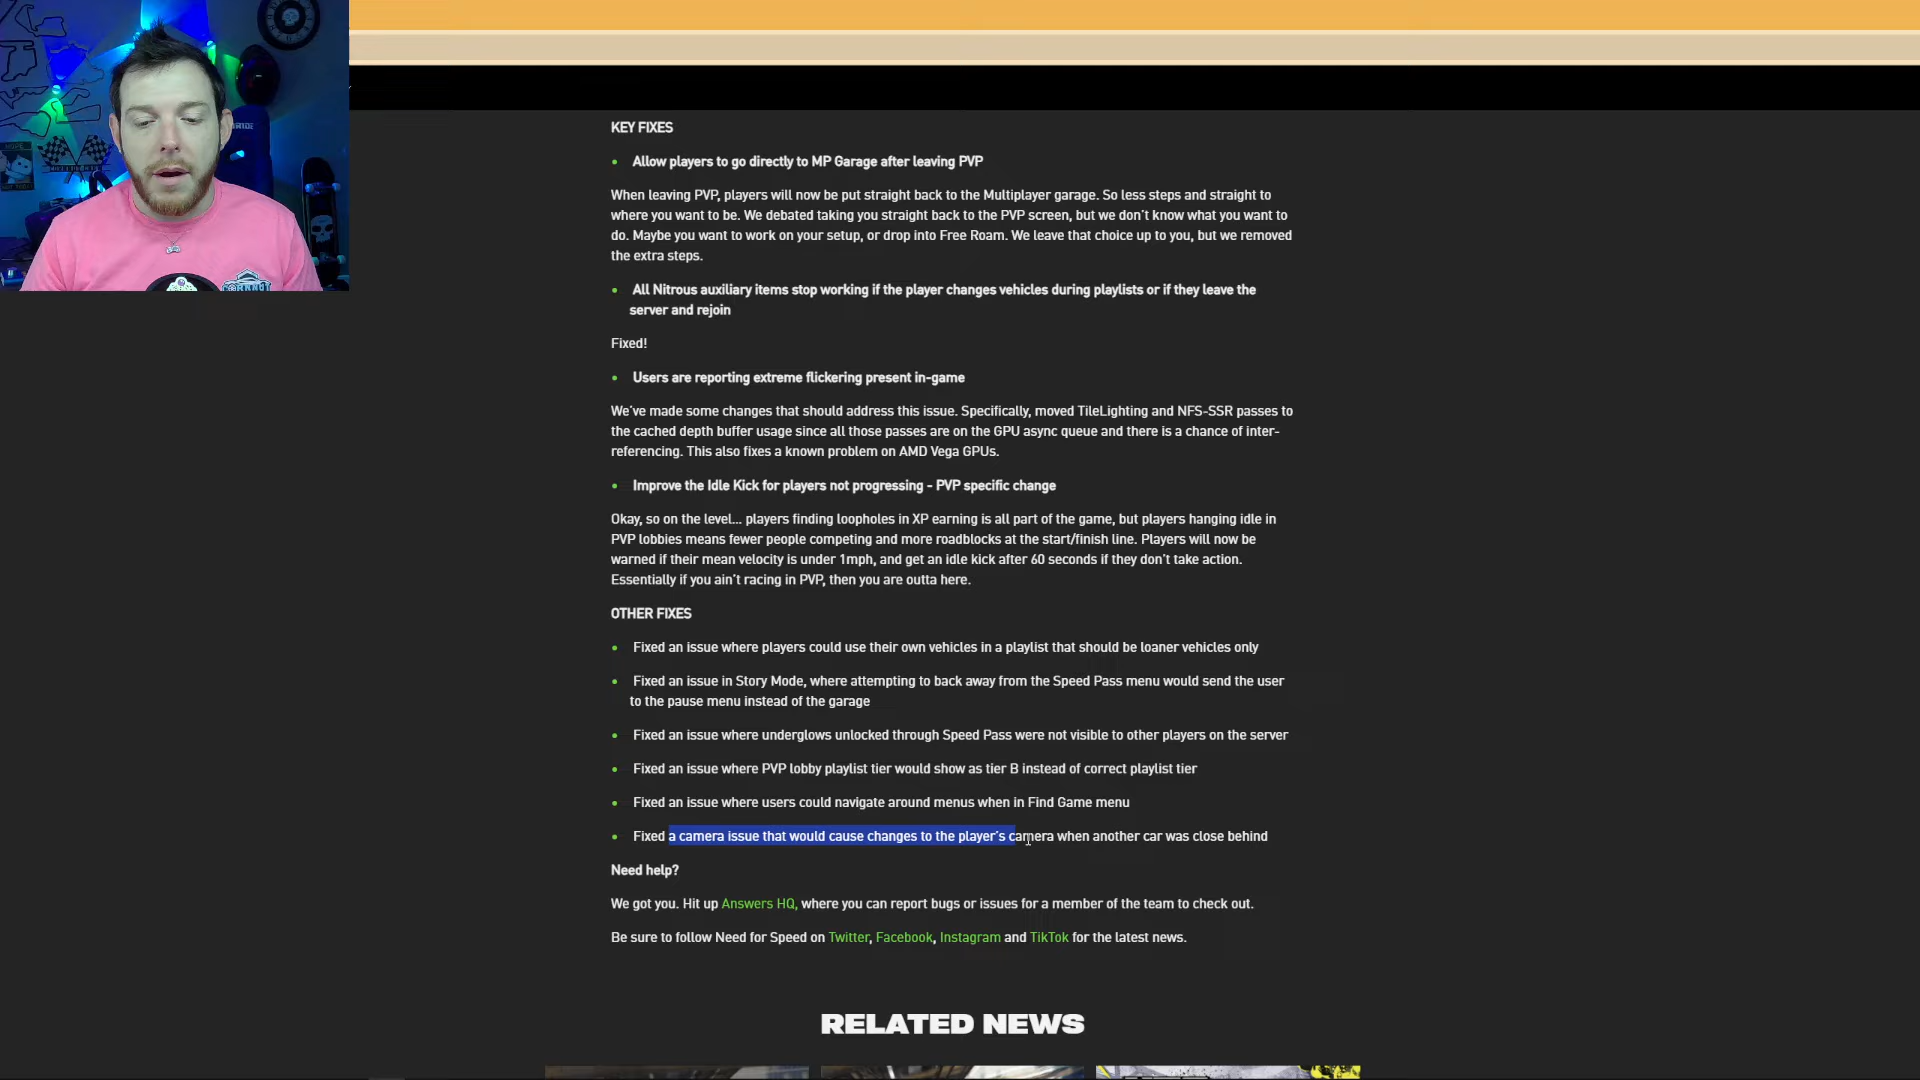 KEY FIXES
• Allow players to go directly to MP Garage after leaving PVP
When leaving PVP, players will now be put straight back to the Multiplayer garage. So less steps and straight to
where you want to be. We debated taking you straight back to the PVP screen, but we don't know what you want to
do. Maybe you want to work on your setup, or drop into Free Roam. We leave that choice up to you, but we removed
the extra steps.
• All Nitrous auxiliary items stop working if the player changes vehicles during playlists or if they leave the
server and rejoin
Fixed!
• Users are reporting extreme flickering present in-game
We've made some changes that should address this issue. Specifically, moved TileLighting and NFS-SSR passes to
the cached depth buffer usage since all those passes are on the GPU async queue and there is a chance of inter-
referencing. This also fixes a known problem on AMD Vega GPUs.
• Improve the Idle Kick for players not progressing - PVP specific change
Okay, so on the level... players finding loopholes in XP earning is all part of the game, but players hanging idle in
PVP lobbies means fewer people competing and more roadblocks at the start/finish line. Players will now be
warned if their mean velocity is under 1mph, and get an idle kick after 60 seconds if they don't take action.
Essentially if you ain't racing in PVP, then you are outta here.
OTHER FIXES
• Fixed an issue where players could use their own vehicles in a playlist that should be loaner vehicles only
• Fixed an issue in Story Mode, where attempting to back away from the Speed Pass menu would send the user
to the pause menu instead of the garage
• Fixed an issue where underglows unlocked through Speed Pass were not visible to other players on the server
• Fixed an issue where PVP lobby playlist tier would show as tier B instead of correct playlist tier
• Fixed an issue where users could navigate around menus when in Find Game menu
• Fixed a camera issue that would cause changes to the player's camera when another car was close behind
Need help?
We got you. Hit up Answers HQ, where you can report bugs or issues for a member of the team to check out.
Be sure to follow Need for Speed on Twitter, Facebook, Instagram and TikTok for the latest news.
RELATED NEWS